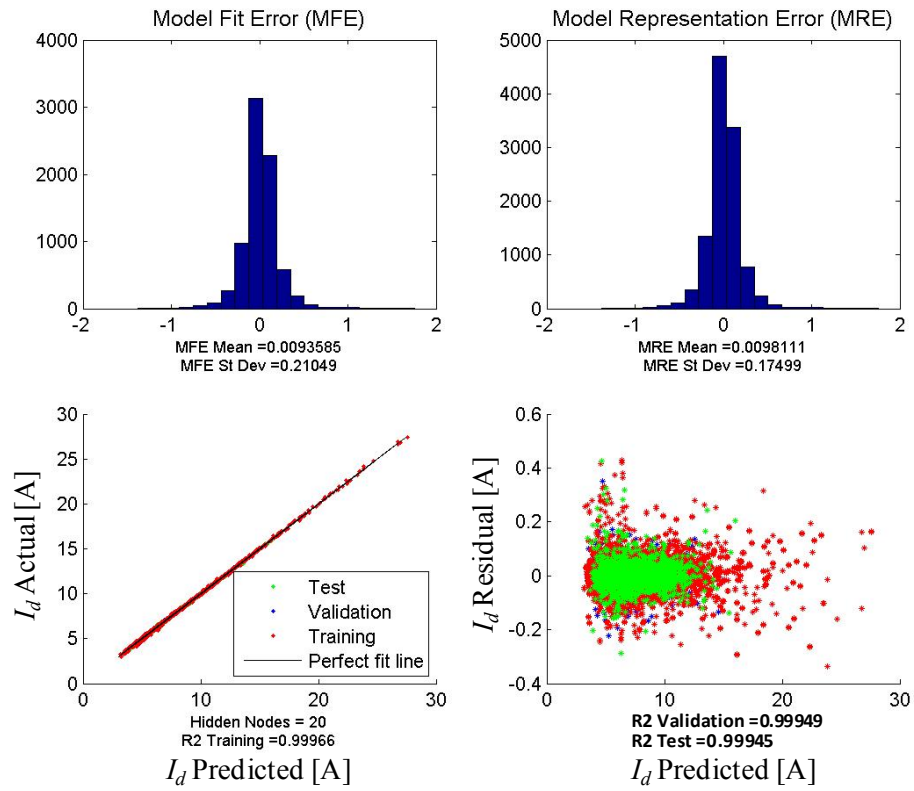 Model Fit Error (MFE)
4000
3000
2000
1000
0
-2
-1
0
1
2
MFE Mean =0.0093585
MFE St Dev =0.21049
Model Representation Error (MRE)
5000
4000
3000
2000
1000
0
-2
-1
0
1
2
MRE Mean =0.0098111
MRE St Dev =0.17499
30
25
20
15
10
5
0
0
10
20
30
I_d Actual [A]
Test
Validation
Training
Perfect fit line
Hidden Nodes = 20
R2 Training =0.99966
I_d Predicted [A]
0.6
0.4
0.2
0
-0.2
-0.4
0
10
20
30
I_d Residual [A]
R2 Validation =0.99949
R2 Test =0.99945
I_d Predicted [A]